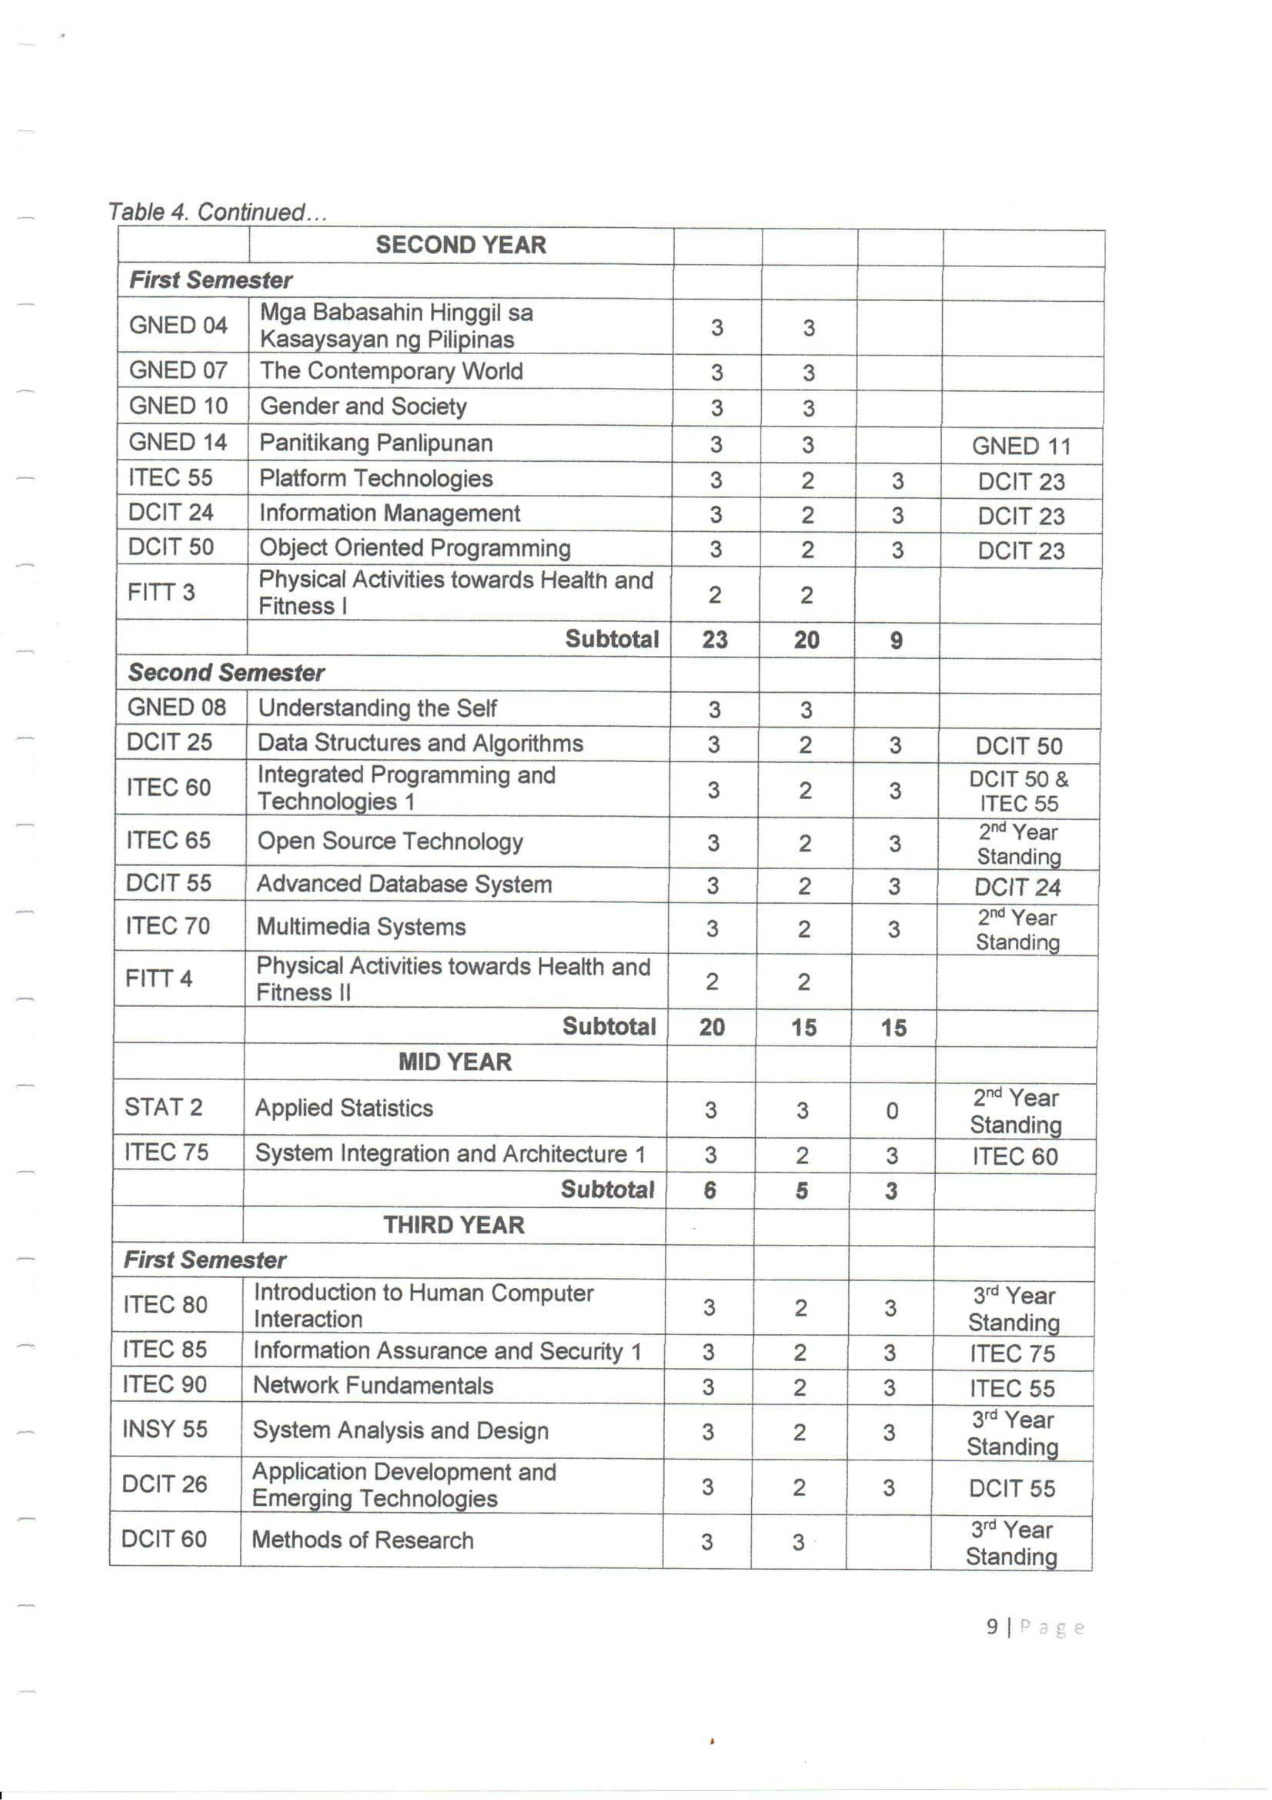 Table 4. Continued...
SECOND YEAR
First Semester
GNED 04 Mga Babasahin Hinggil sa Kasaysayan ng Pilipinas 3 3
GNED 07 The Contemporary World 3 3
GNED 10 Gender and Society 3 3
GNED 14 Panitikang Panlipunan 3 3 GNED 11
ITEC 55 Platform Technologies 3 2 3 DCIT 23
DCIT 24 Information Management 3 2 3 DCIT 23
DCIT 50 Object Oriented Programming 3 2 3 DCIT 23
FITT 3 Physical Activities towards Health and Fitness I 2 2
Subtotal 23 20 9
Second Semester
GNED 08 Understanding the Self 3 3
DCIT 25 Data Structures and Algorithms 3 2 3 DCIT 50
ITEC 60 Integrated Programming and Technologies 1 3 2 3 DCIT 50 & ITEC 55
ITEC 65 Open Source Technology 3 2 3 2nd Year Standing
DCIT 55 Advanced Database System 3 2 3 DCIT 24
ITEC 70 Multimedia Systems 3 2 3 2nd Year Standing
FITT 4 Physical Activities towards Health and Fitness II 2 2
Subtotal 20 15 15
MID YEAR
STAT 2 Applied Statistics 3 3 0 2nd Year Standing
ITEC 75 System Integration and Architecture 1 3 2 3 ITEC 60
Subtotal 6 5 3
THIRD YEAR
First Semester
ITEC 80 Introduction to Human Computer Interaction 3 2 3 3rd Year Standing
ITEC 85 Information Assurance and Security 1 3 2 3 ITEC 75
ITEC 90 Network Fundamentals 3 2 3 ITEC 55
INSY 55 System Analysis and Design 3 2 3 3rd Year Standing
DCIT 26 Application Development and Emerging Technologies 3 2 3 DCIT 55
DCIT 60 Methods of Research 3 3 3rd Year Standing
9 | Page